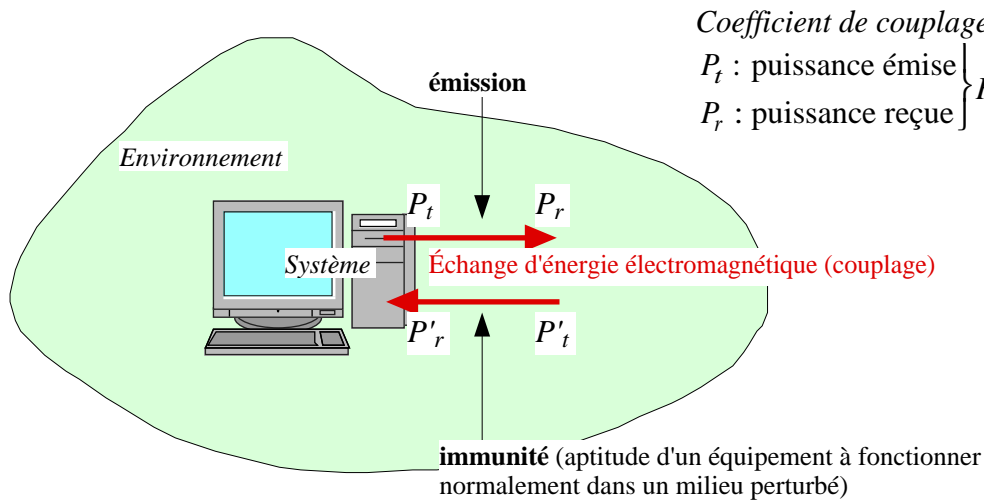 Coefficient de couplage
P_t : puissance émise
P_r : puissance reçue
émission
Environnement
P_t P_r
Système
Échange d'énergie électromagnétique (couplage)
P'_r P'_t
immunité (aptitude d'un équipement à fonctionner
normalement dans un milieu perturbé)